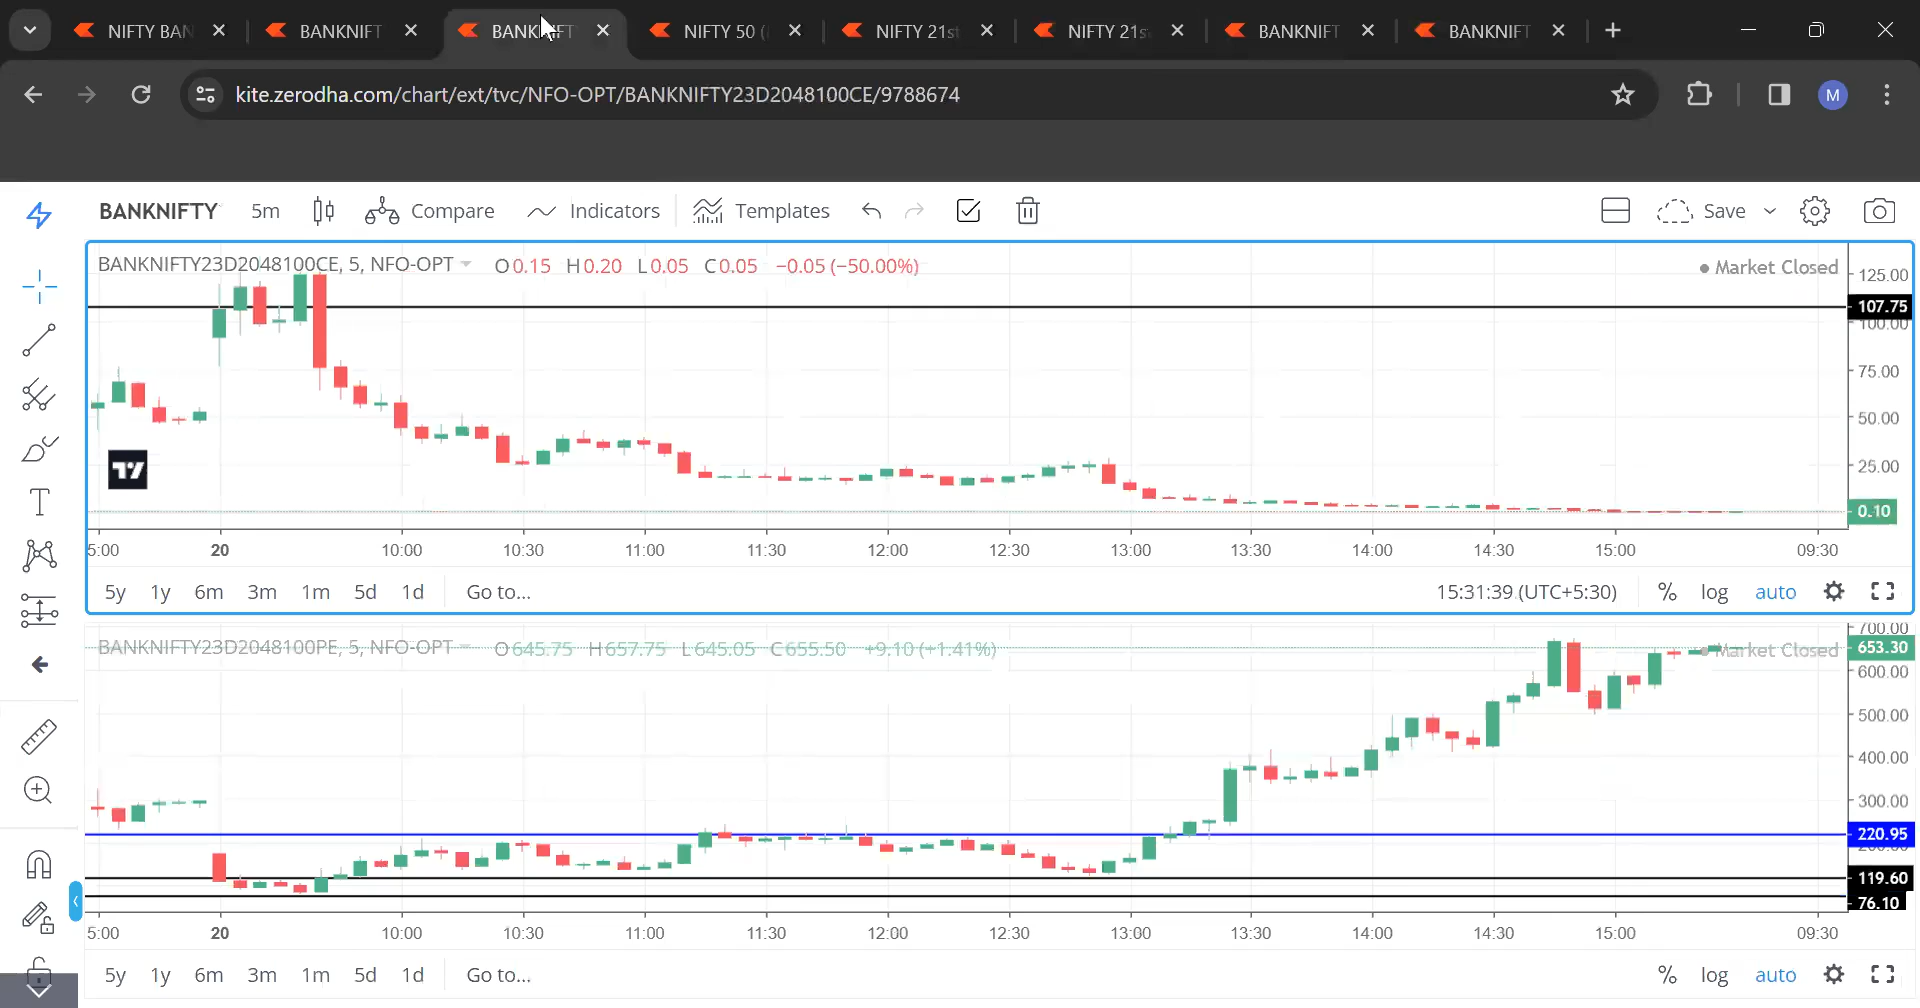 NIFTY BAN BANKNIFT BANKNIFT NIFTY 50 ( NIFTY 21st NIFTY 21s BANKNIFT BANKNIFT
kite.zerodha.com/chart/ext/tvc/NFO-OPT/BANKNIFTY23D2048100CE/9788674 M
BANKNIFTY 5m Compare Indicators Templates Save
BANKNIFTY23D2048100CE, 5, NFO-OPT O0.15 H0.20 L0.05 C0.05 −0.05 (−50.00%) Market Closed
125.00
107.75
100.00
75.00
50.00
25.00
0.10
5:00 20 10:00 10:30 11:00 11:30 12:00 12:30 13:00 13:30 14:00 14:30 15:00 09:30
5y 1y 6m 3m 1m 5d 1d Go to... 15:31:39 (UTC+5:30) % log auto
700.00
BANKNIFTY23D2048100PE, 5, NFO-OPT O645.75 H657.75 L645.05 C655.50 +9.10 (+1.41%) Market Closed
653.30
600.00
500.00
400.00
300.00
220.95
119.60
76.10
5:00 20 10:00 10:30 11:00 11:30 12:00 12:30 13:00 13:30 14:00 14:30 15:00 09:30
5y 1y 6m 3m 1m 5d 1d Go to... % log auto